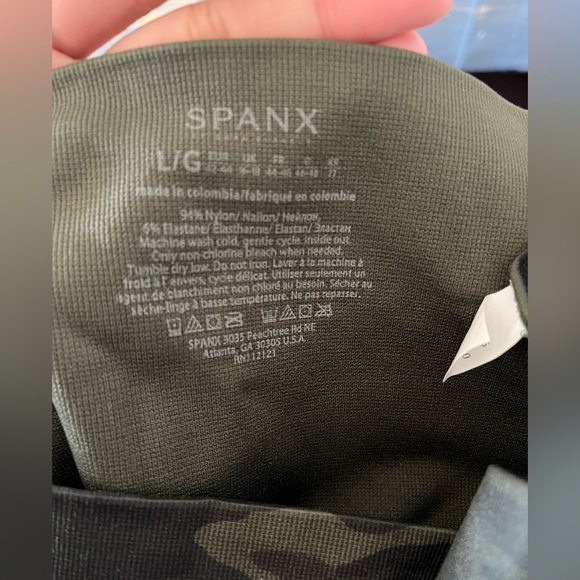 SPANX
L/G
made in colombia/fabriqué en colombie
94% Nylon/ Nailon/ Нейлон,
6% Elastane/ Elasthanne/ Elastan/ Эластан
Machine wash cold, gentle cycle, inside out.
Only non-chlorine bleach when needed.
Tumble dry low. Do not iron. Laver à la machine à
froid à l' envers, cycle délicat. Utiliser seulement un
agent de blanchiment non chloré au besoin. Sécher au
sèche-linge à basse température. Ne pas repasser.
SPANX 3035 Peachtree Rd NE
Atlanta, GA 30305 U.S.A.
RN112121